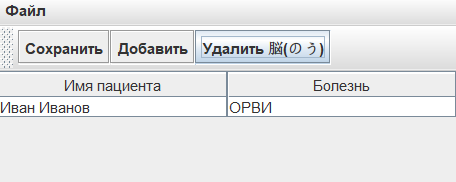 Файл
Сохранить Добавить Удалить 脳(のう)
Имя пациента Болезнь
Иван Иванов ОРВИ